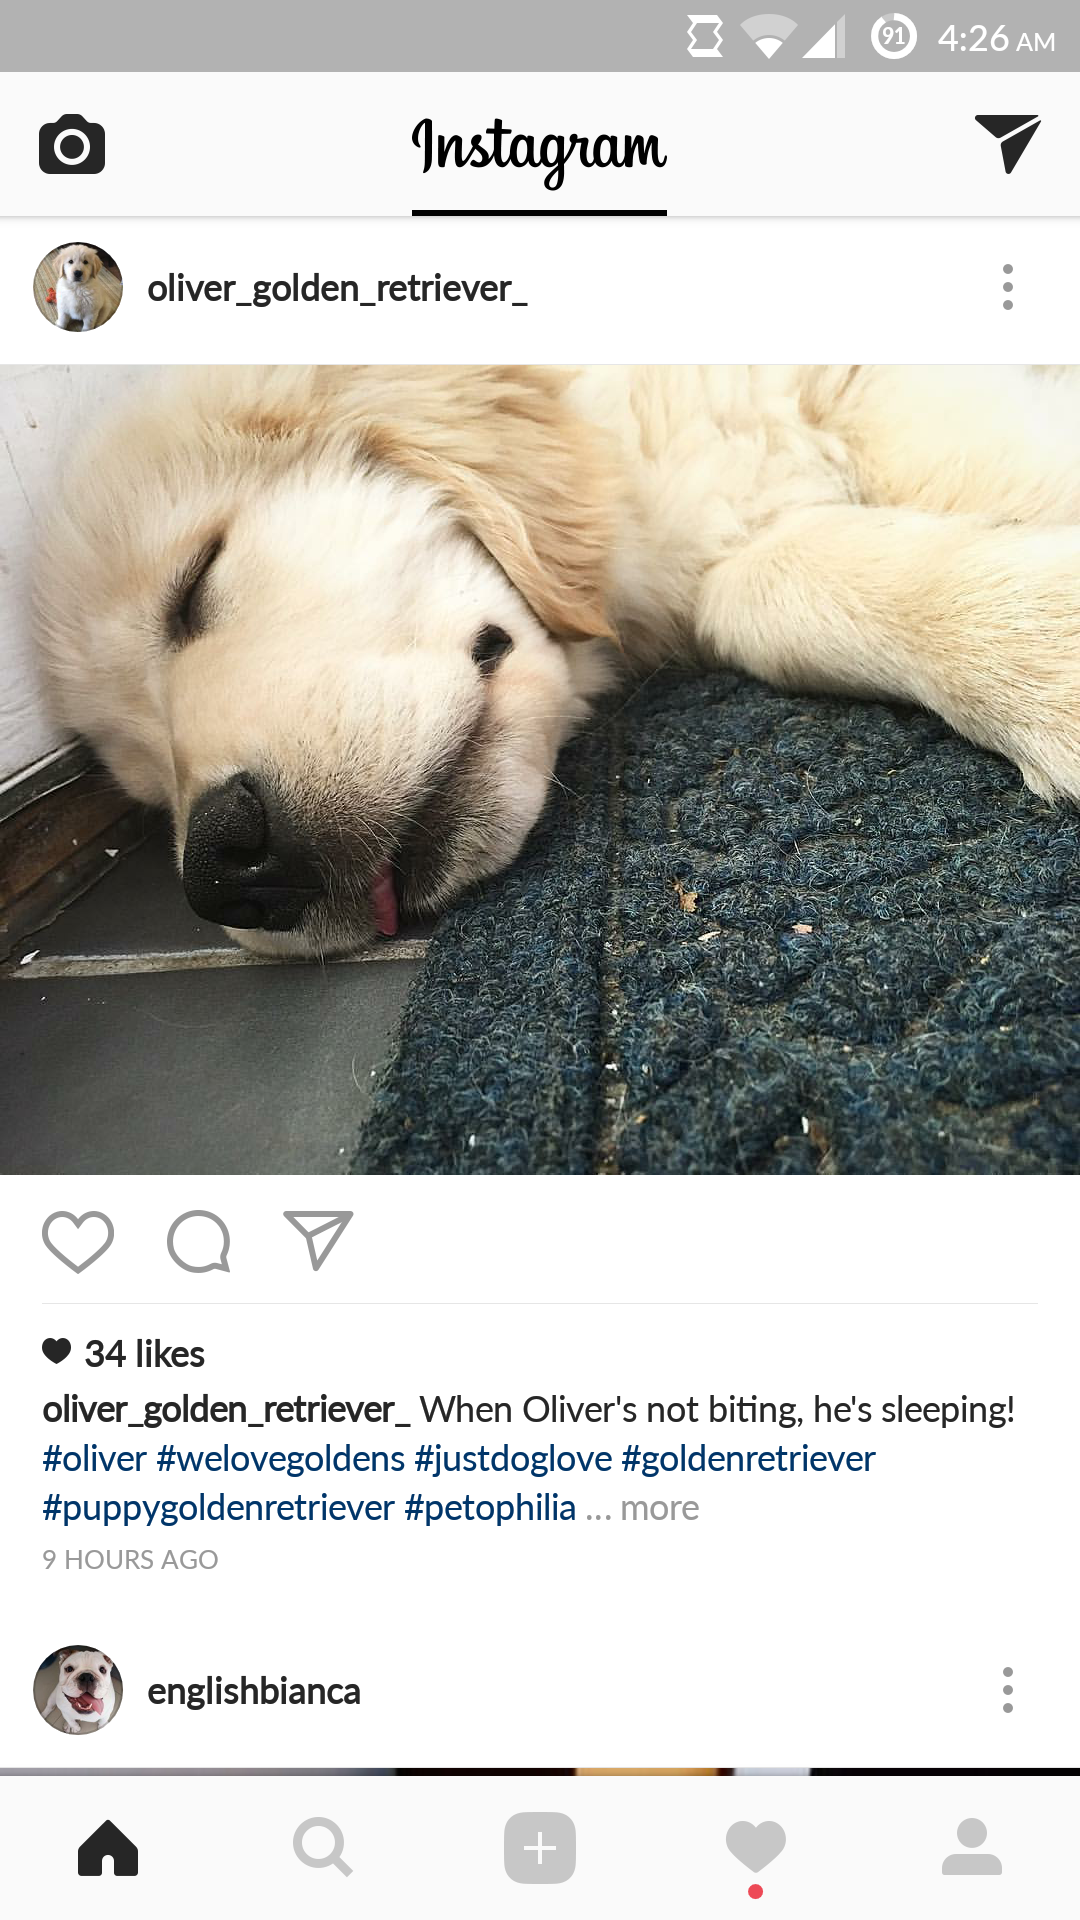 91 4:26 AM
Instagram
oliver_golden_retriever_
34 likes
oliver_golden_retriever_ When Oliver's not biting, he's sleeping!
#oliver #welovegoldens #justdoglove #goldenretriever
#puppygoldenretriever #petophilia ... more
9 HOURS AGO
englishbianca